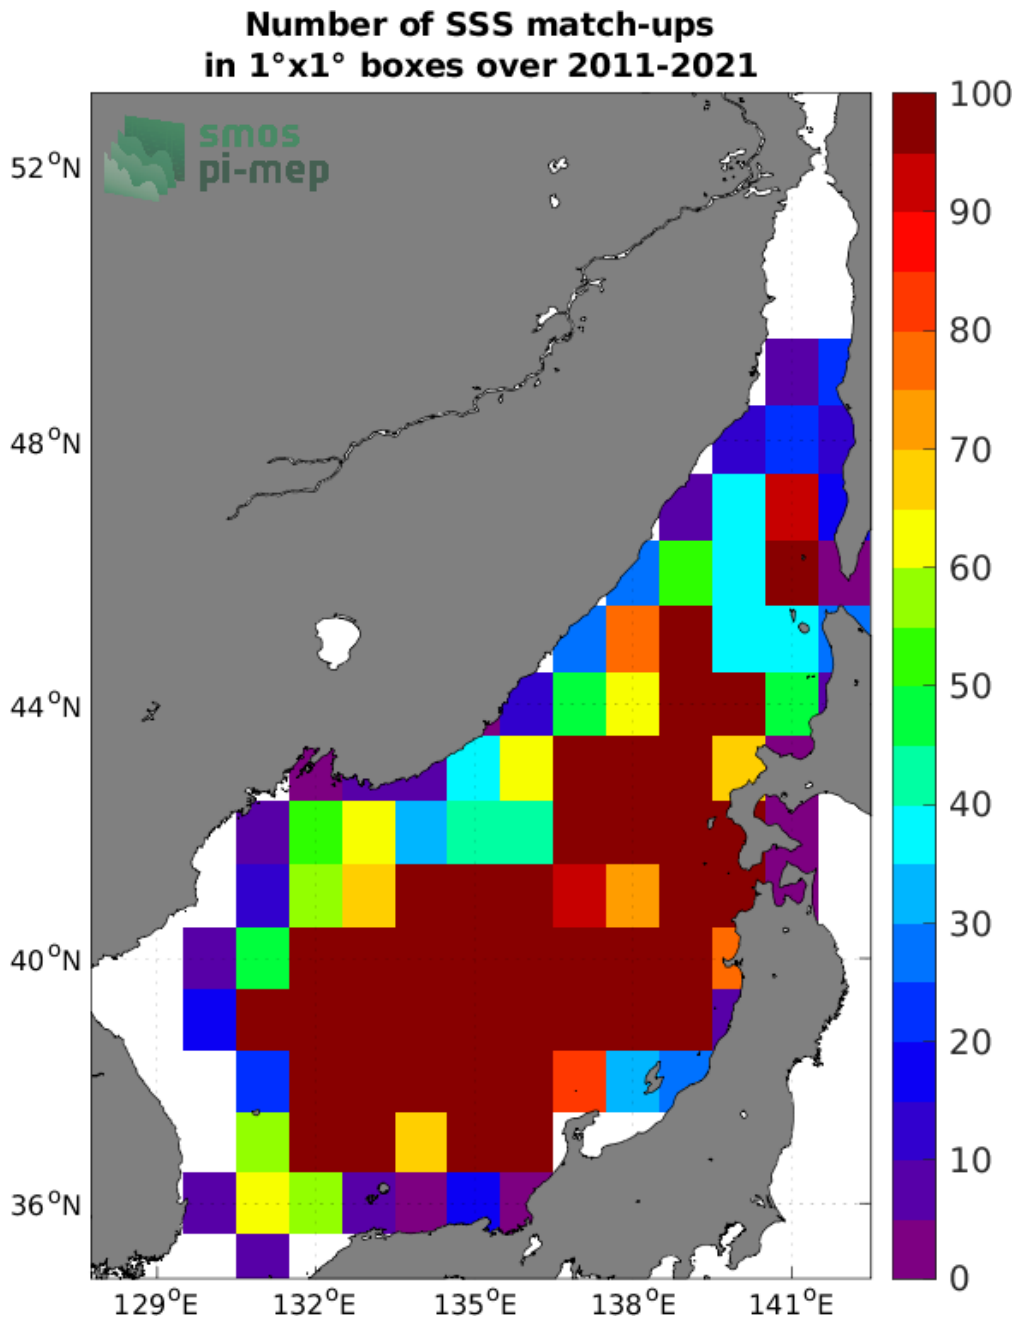 Number of SSS match-ups
in 1°x1° boxes over 2011-2021
smos
pi-mep
52°N
48°N
44°N
40°N
36°N
129°E
132°E
135°E
138°E
141°E
100
90
80
70
60
50
40
30
20
10
0